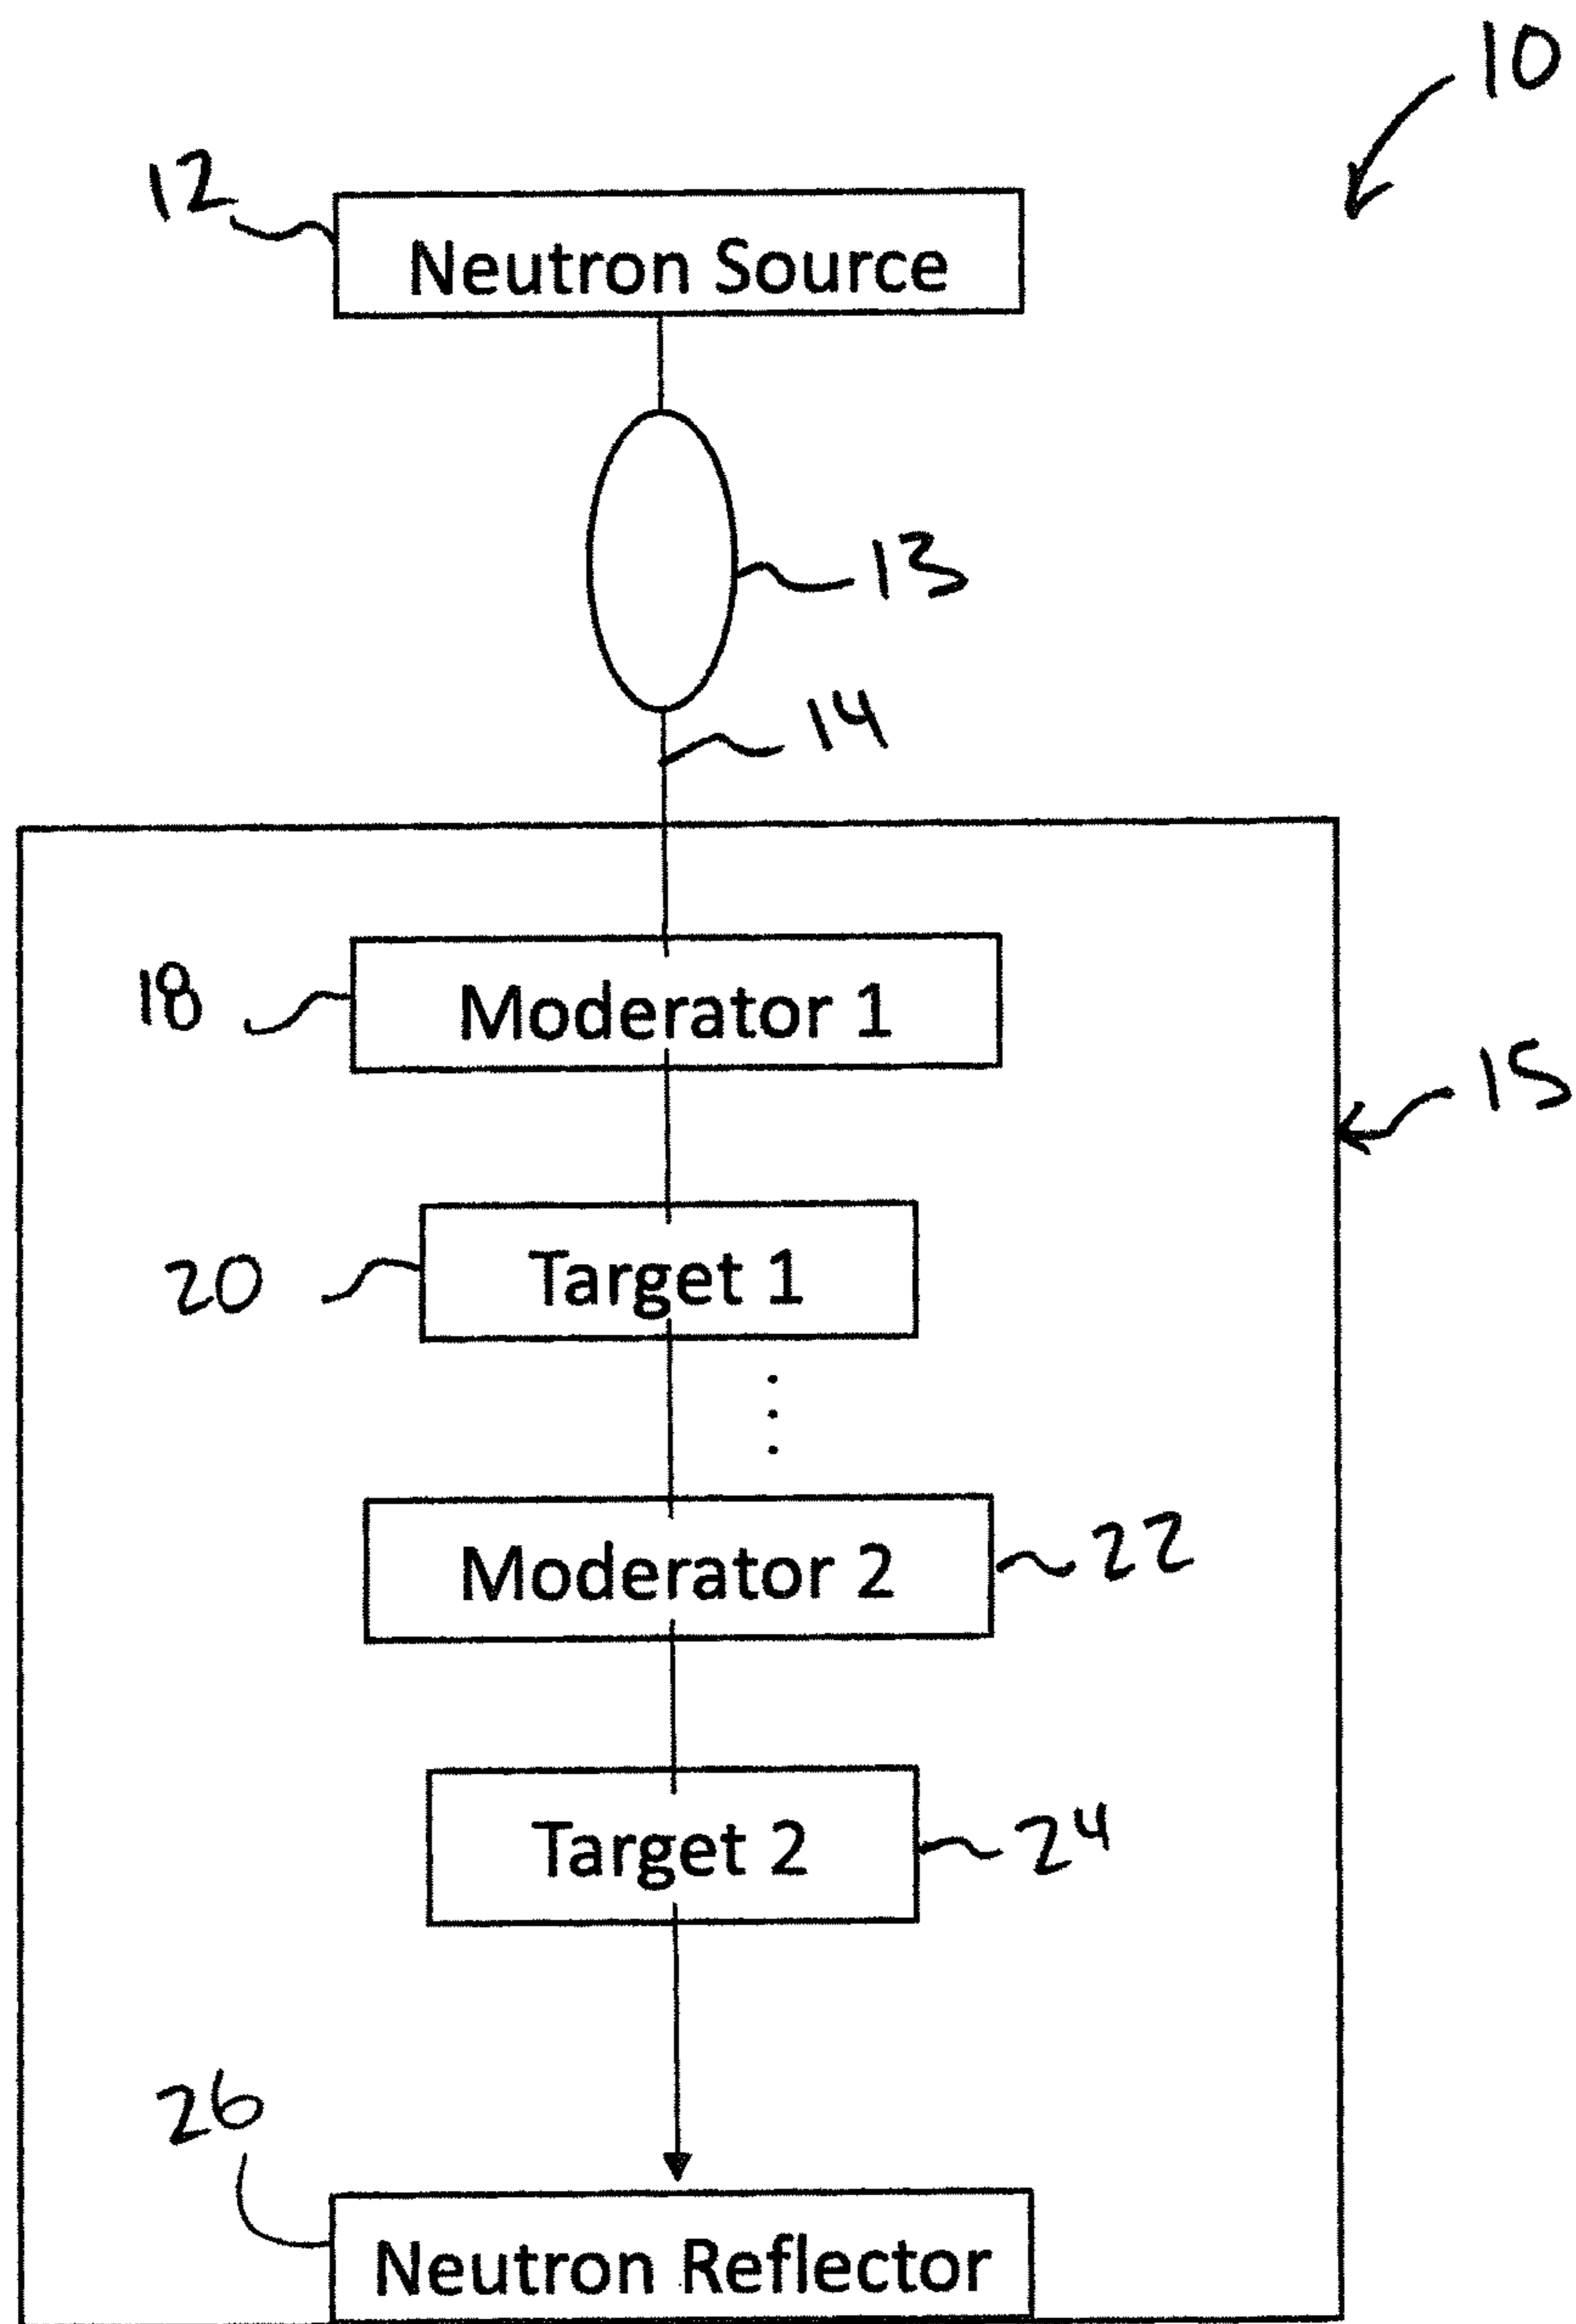 10
12
Neutron Source
13
14
18
Moderator 1
15
20
Target 1
Moderator 2
22
Target 2
24
26
Neutron Reflector